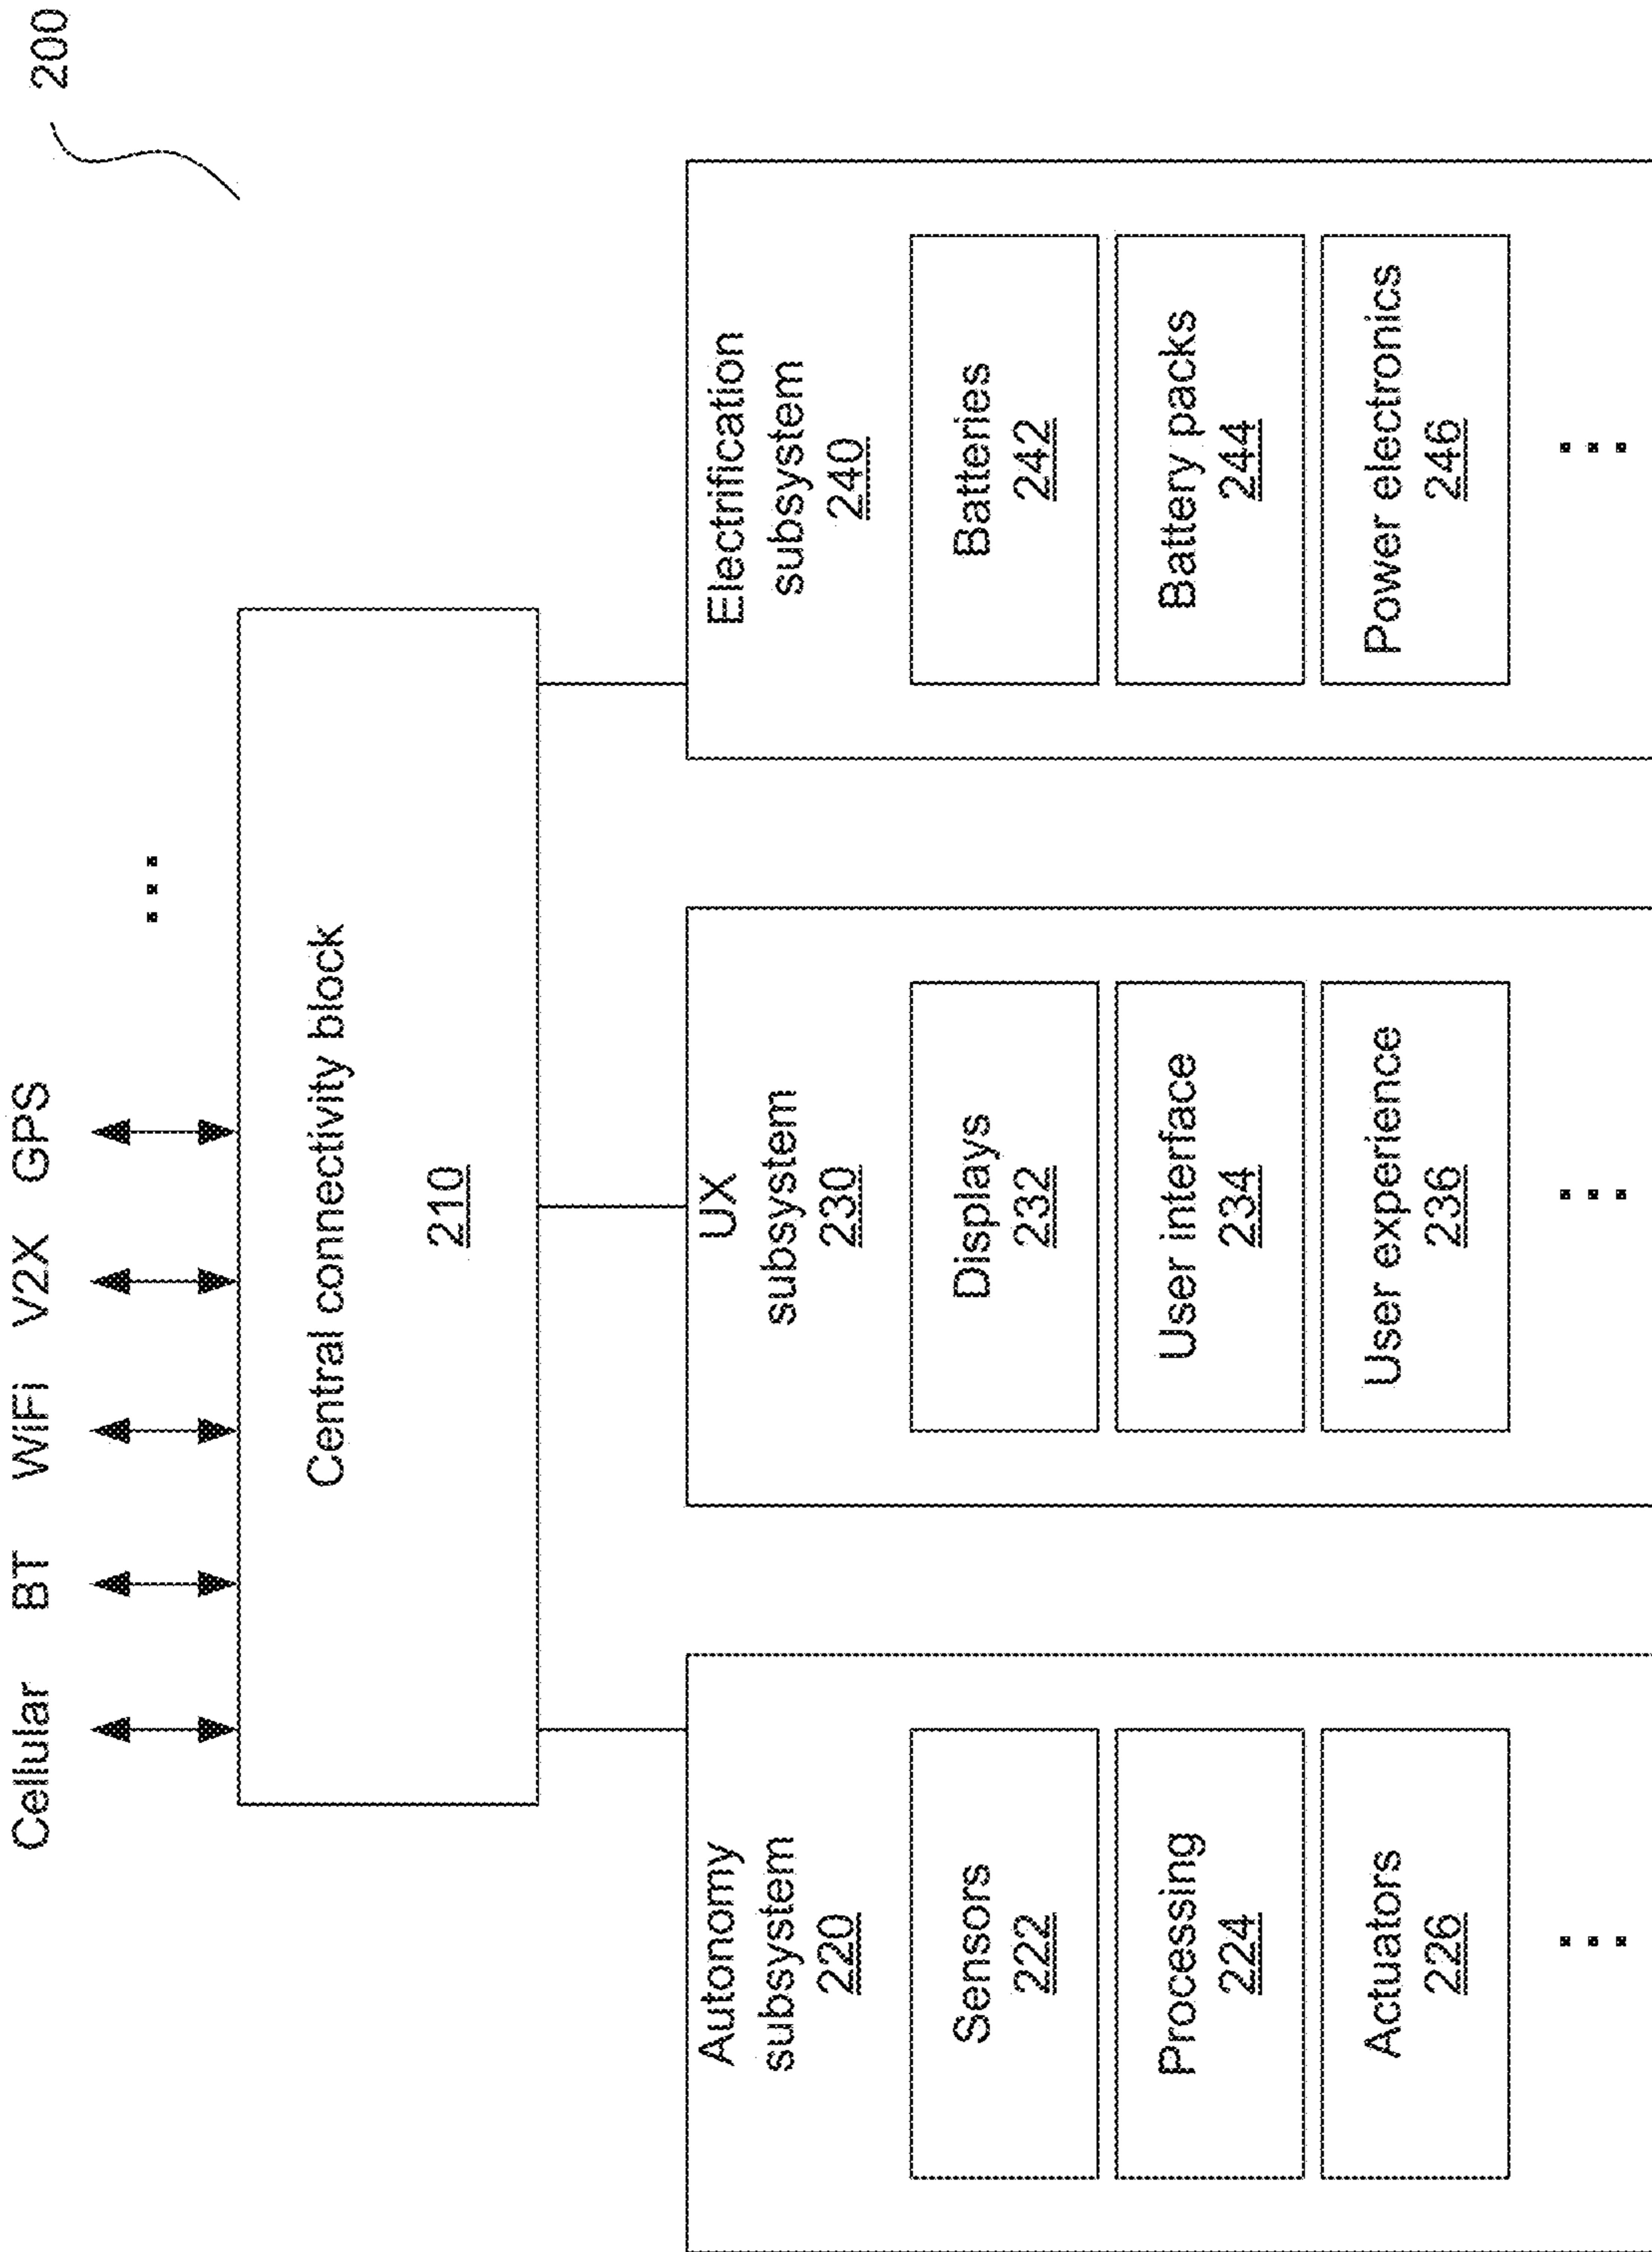 200
Cellular BT WiFi V2X GPS
Central connectivity block
210
Autonomy
subsystem
220
Sensors
222
Processing
224
Actuators
226
UX
subsystem
230
Displays
232
User interface
234
User experience
236
Electrification
subsystem
240
Batteries
242
Battery packs
244
Power electronics
246